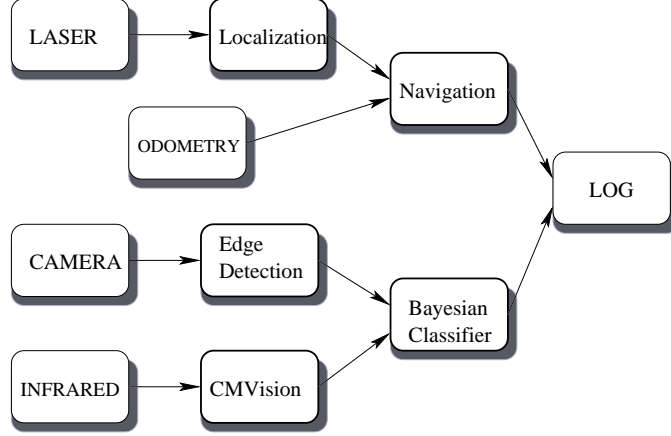 LASER
Localization
Navigation
ODOMETRY
LOG
CAMERA
Edge
Detection
Bayesian
Classifier
INFRARED
CMVision